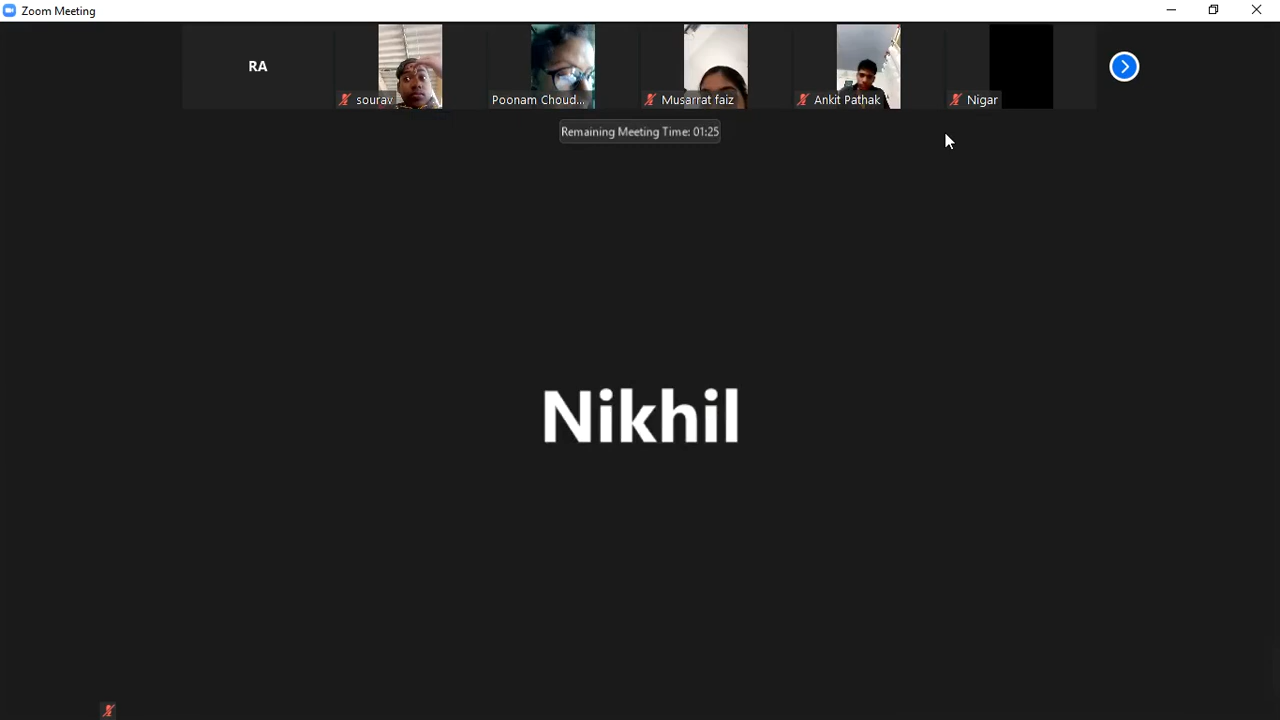 Zoom Meeting
RA
sourav
Poonam Choud...
Musarrat faiz
Ankit Pathak
Nigar
Remaining Meeting Time: 01:25
Nikhil